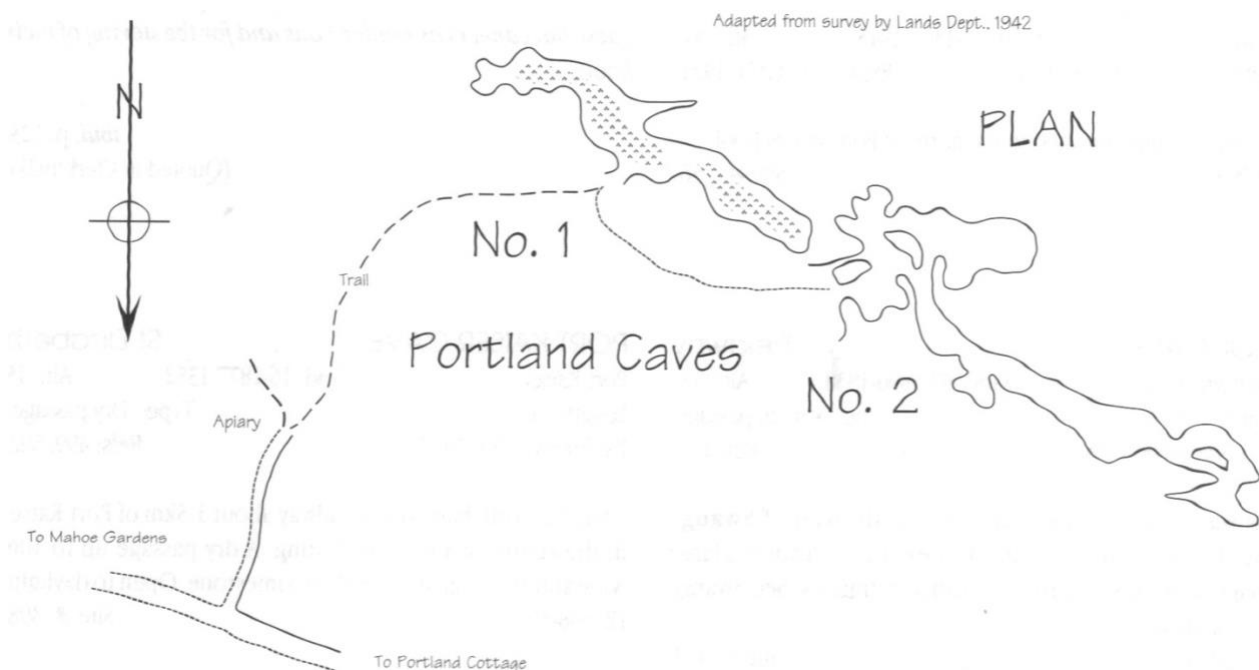 Adapted from survey by Lands Dept., 1942
N
PLAN
No. 1
Trail
Portland Caves
No. 2
Apiary
To Mahoe Gardens
To Portland Cottage